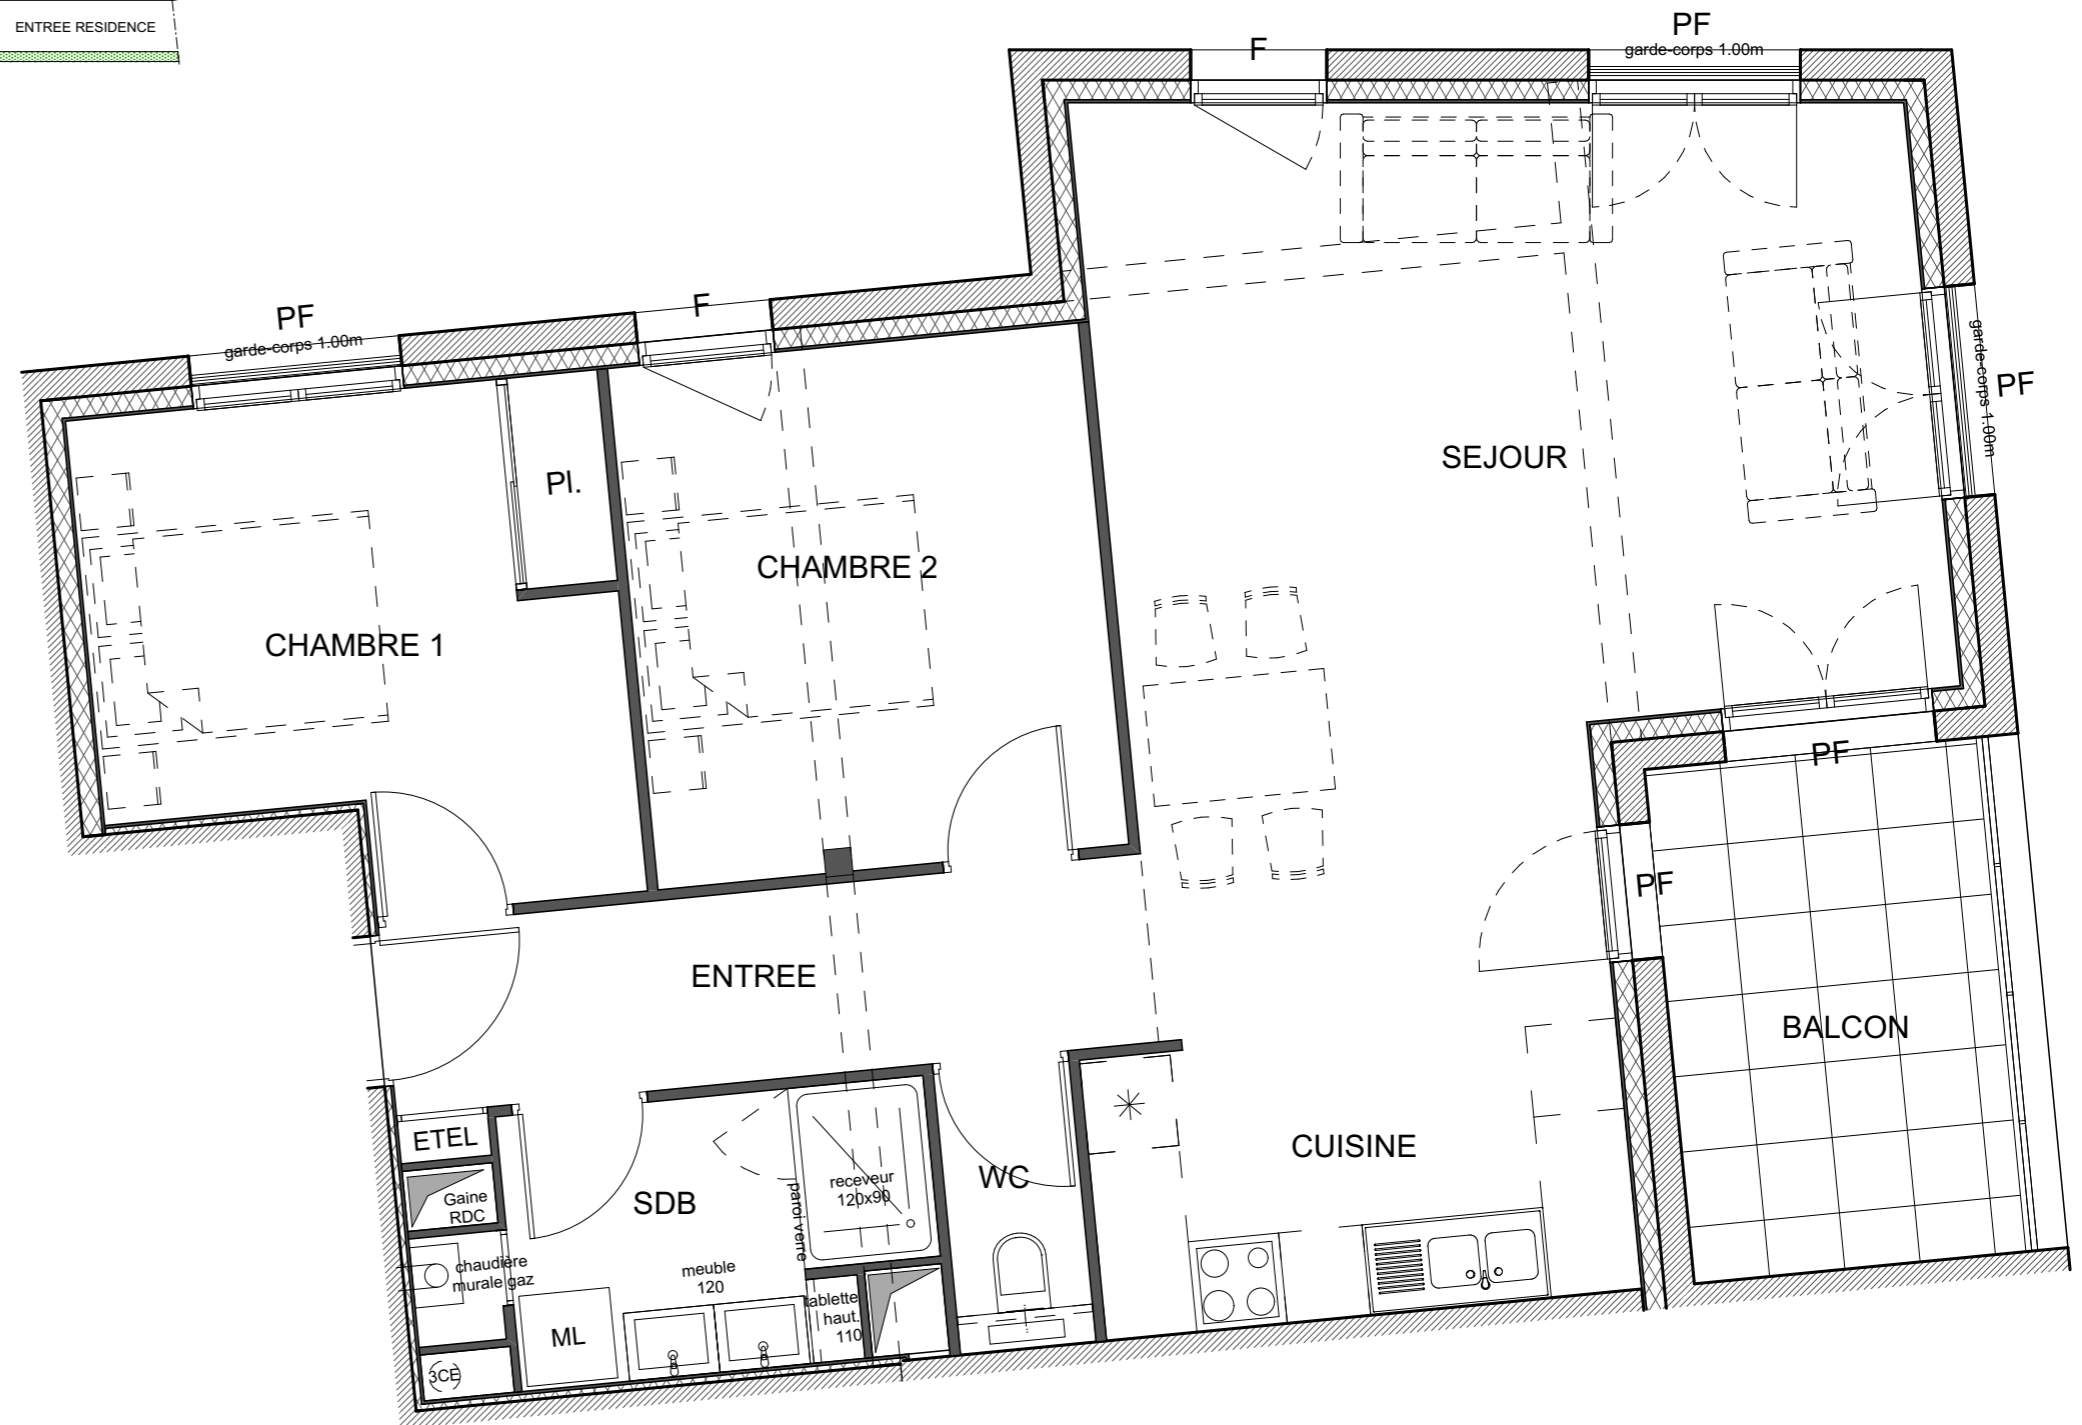 ENTREE RESIDENCE
PF
garde-corps 1.00m
F
PF
garde-corps 1.00m
F
PF
garde-corps 1.00m
SEJOUR
Pl.
CHAMBRE 2
CHAMBRE 1
PF
PF
ENTREE
BALCON
ETEL
CUISINE
WC
receveur
120x90
Gaine
RDC
SDB
paroi verre
chaudière
murale gaz
meuble
120
tablette
haut.
110
ML
3CE